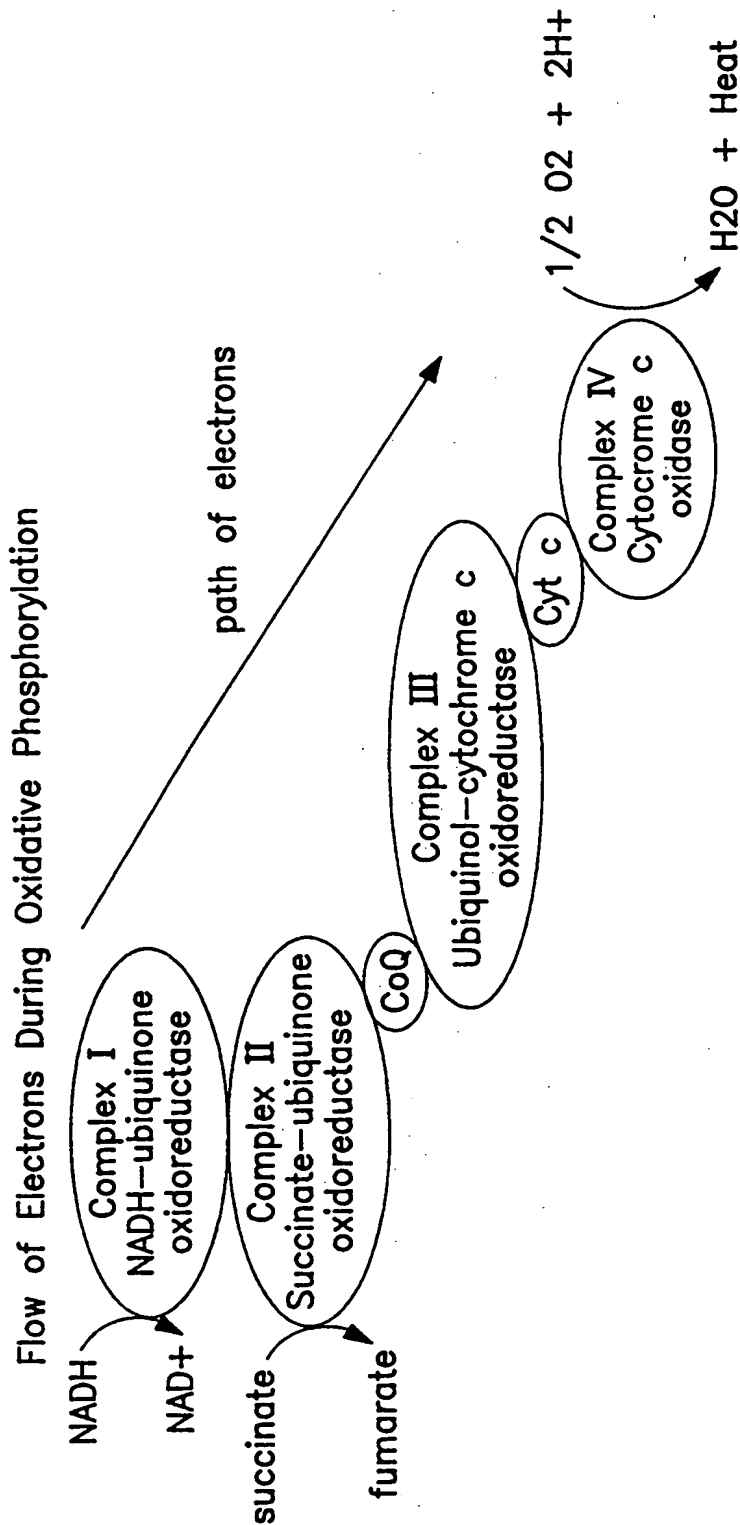 Flow of Electrons During Oxidative Phosphorylation
NADH
NAD+
Complex I
NADH-ubiquinone
oxidoreductase
succinate
fumarate
Complex II
Succinate-ubiquinone
oxidoreductase
path of electrons
CoQ
Complex III
Ubiquinol-cytochrome c
oxidoreductase
Cyt c
Complex IV
Cytocrome c
oxidase
1/2 O2 + 2H+
H2O + Heat